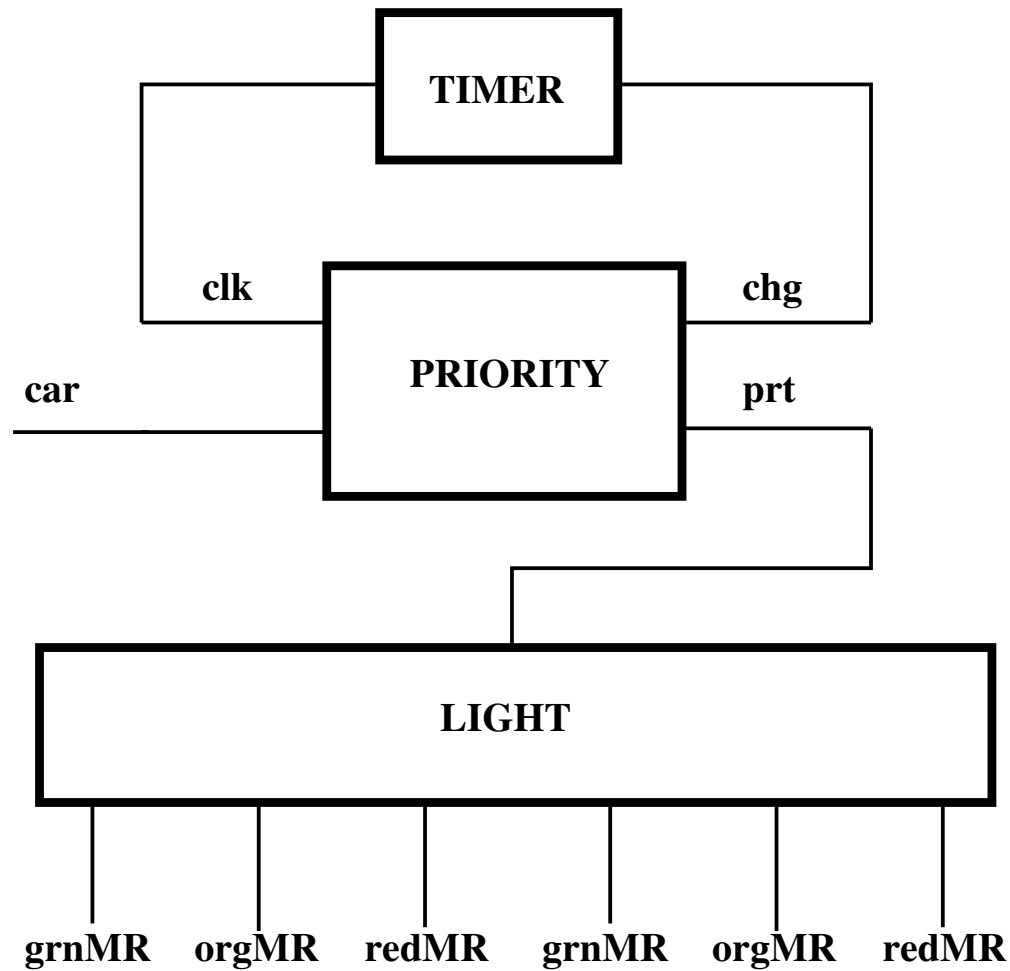 TIMER
clk
chg
PRIORITY
car
prt
LIGHT
grnMR orgMR redMR grnMR orgMR redMR